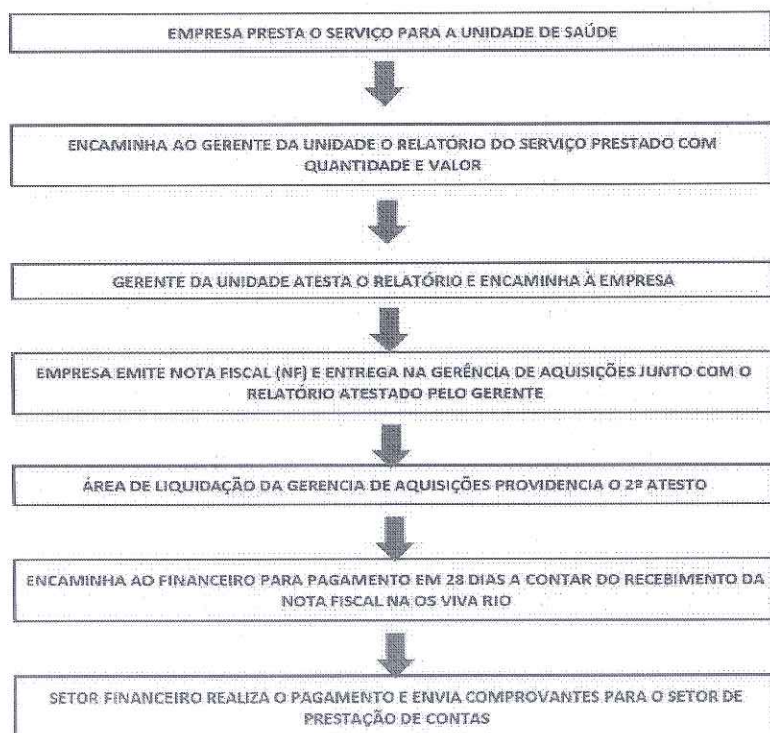 EMPRESA PRESTA O SERVIÇO PARA A UNIDADE DE SAÚDE
ENCAMINHA AO GERENTE DA UNIDADE O RELATÓRIO DO SERVIÇO PRESTADO COM
QUANTIDADE E VALOR
GERENTE DA UNIDADE ATESTA O RELATÓRIO E ENCAMINHA À EMPRESA
EMPRESA EMITE NOTA FISCAL (NF) E ENTREGA NA GERÊNCIA DE AQUISIÇÕES JUNTO COM O
RELATÓRIO ATESTADO PELO GERENTE
ÁREA DE LIQUIDAÇÃO DA GERENCIA DE AQUISIÇÕES PROVIDENCIA O 2º ATESTO
ENCAMINHA AO FINANCEIRO PARA PAGAMENTO EM 28 DIAS A CONTAR DO RECEBIMENTO DA
NOTA FISCAL NA OS VIVA RIO
SETOR FINANCEIRO REALIZA O PAGAMENTO E ENVIA COMPROVANTES PARA O SETOR DE
PRESTAÇÃO DE CONTAS